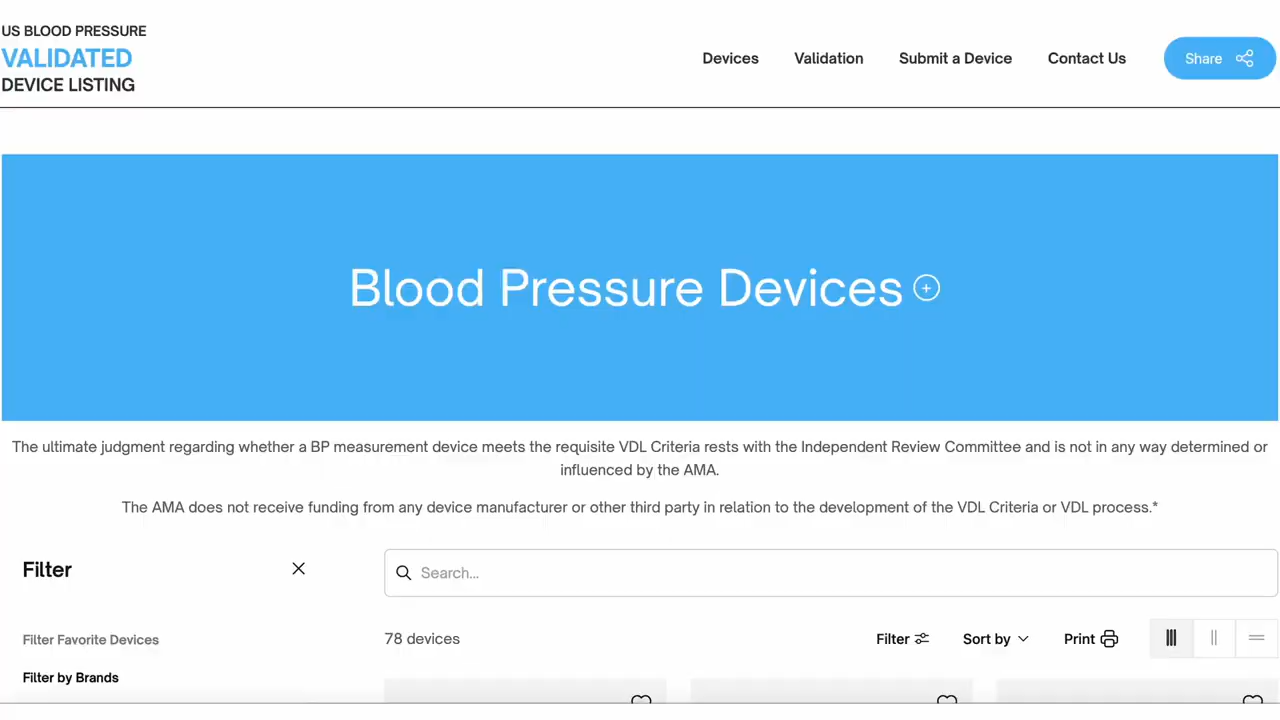 US BLOOD PRESSURE
VALIDATED
DEVICE LISTING
Devices
Validation
Submit a Device
Contact Us
Share
Blood Pressure Devices
The ultimate judgment regarding whether a BP measurement device meets the requisite VDL Criteria rests with the Independent Review Committee and is not in any way determined or
influenced by the AMA.
The AMA does not receive funding from any device manufacturer or other third party in relation to the development of the VDL Criteria or VDL process.*
Filter
Search...
Filter Favorite Devices
78 devices
Filter
Sort by
Print
Filter by Brands